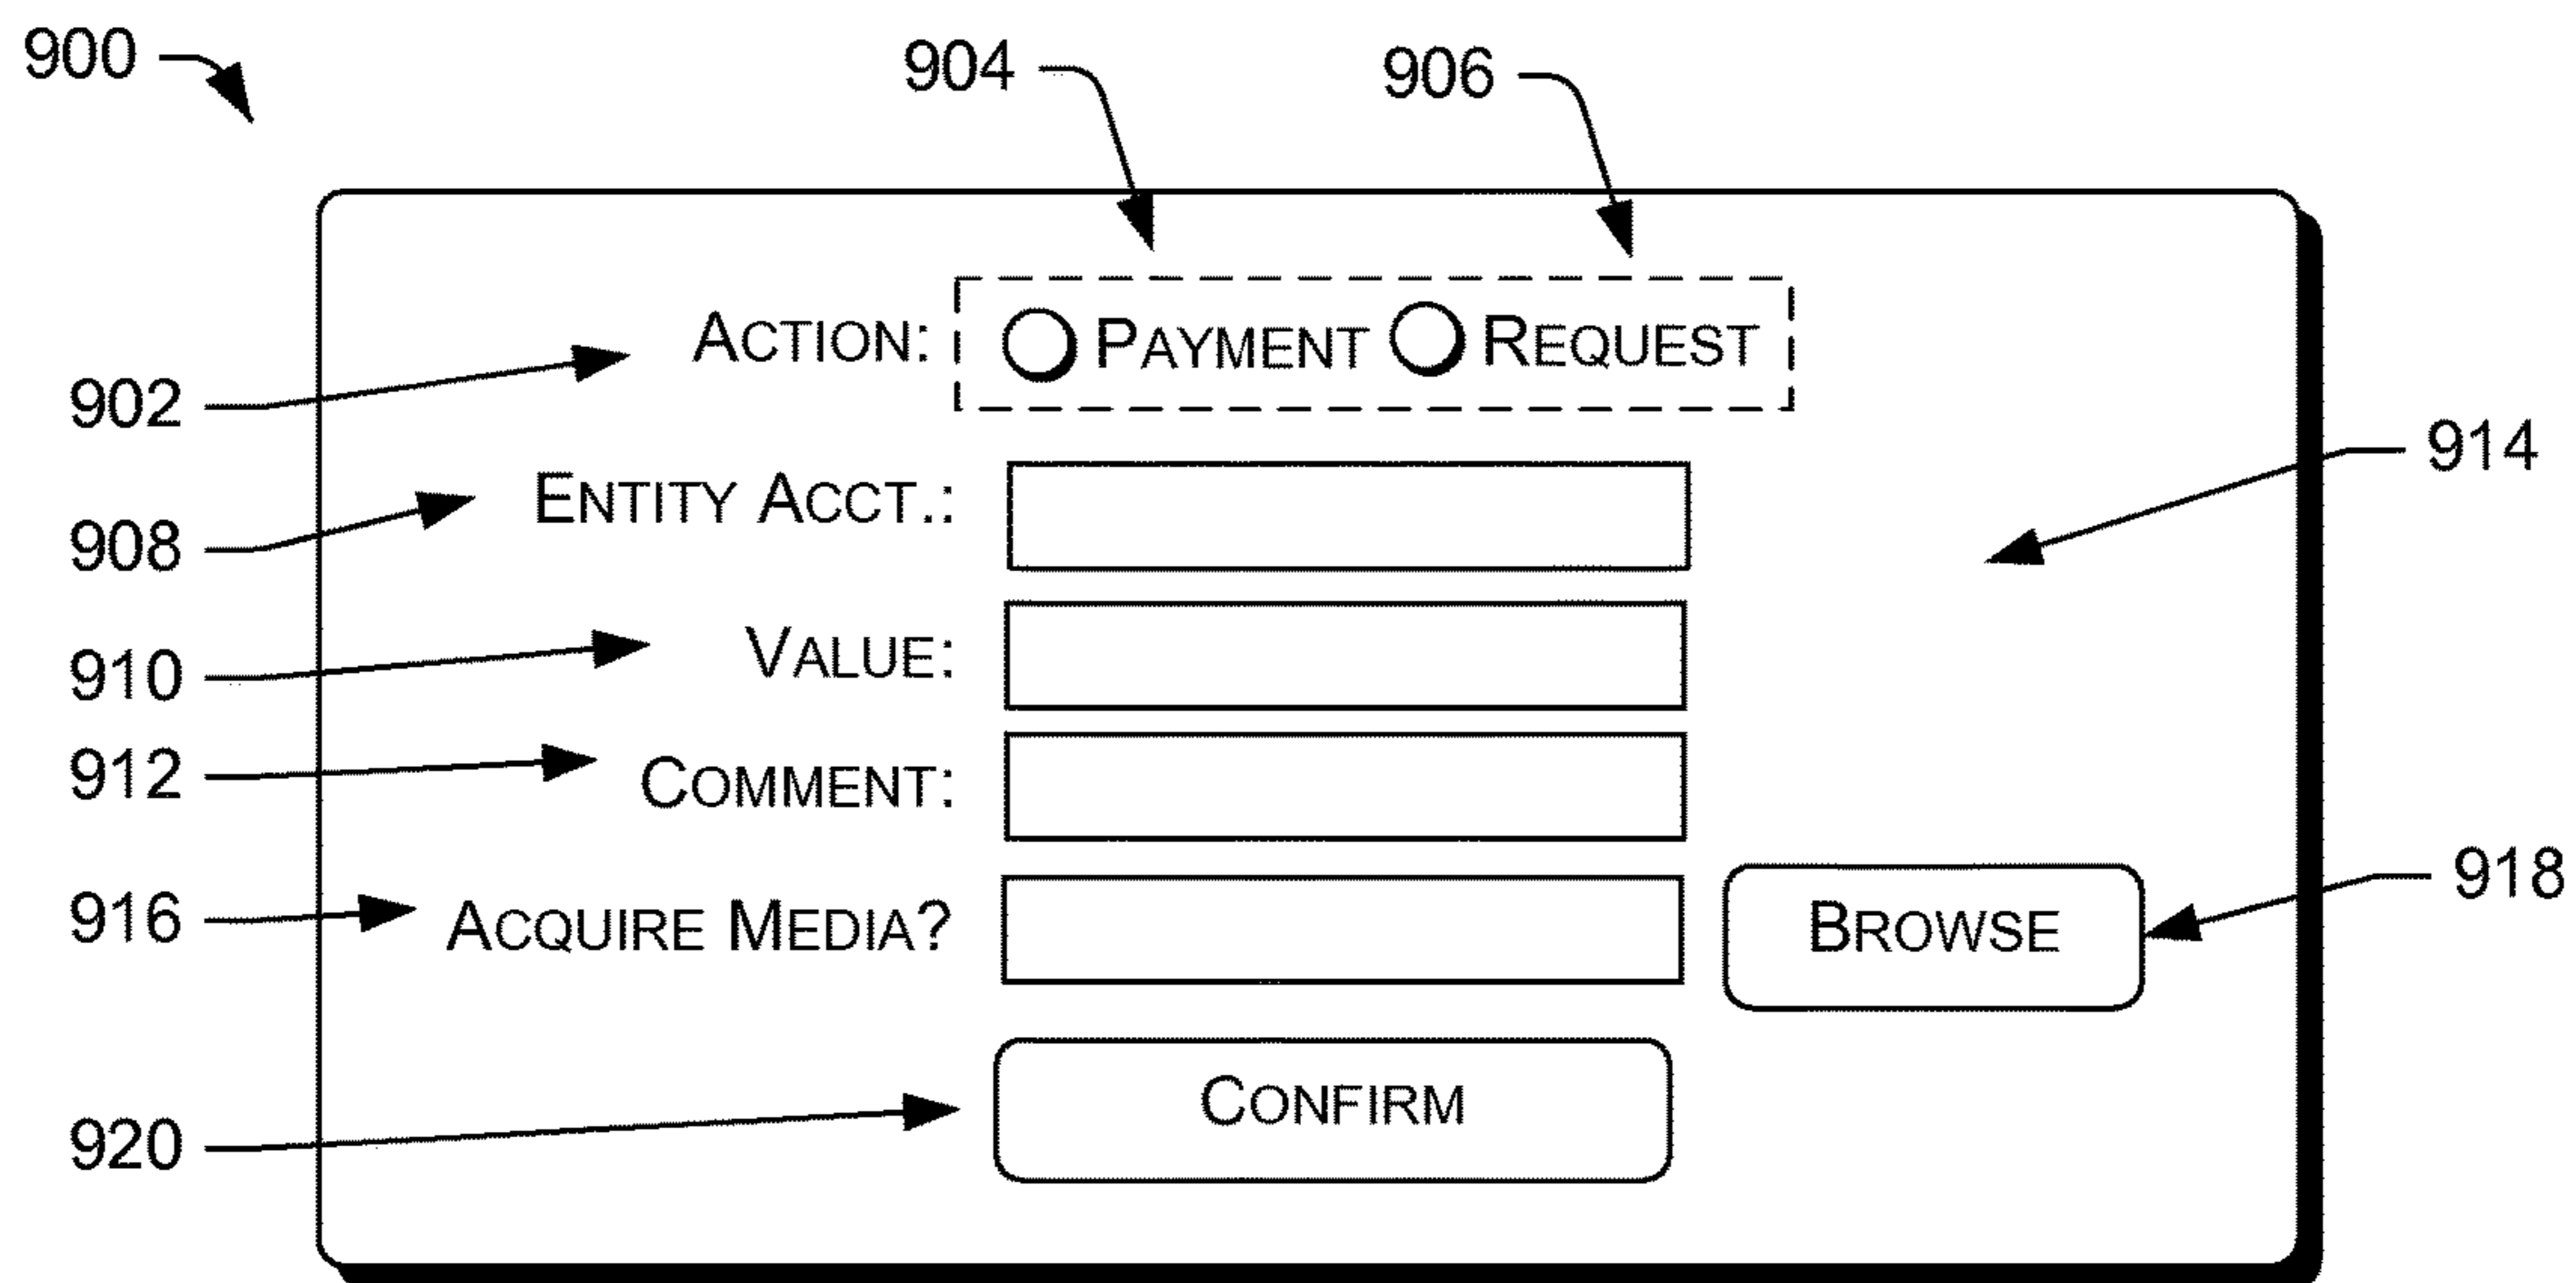 900
904
906
ACTION: PAYMENT REQUEST
902
914
ENTITY ACCT.:
908
VALUE:
910
912
COMMENT:
918
916
ACQUIRE MEDIA? BROWSE
CONFIRM
920